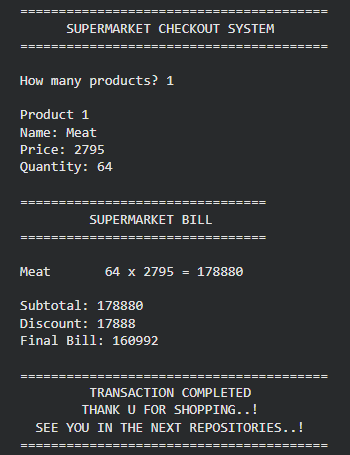 ========================================
SUPERMARKET CHECKOUT SYSTEM
========================================
How many products? 1
Product 1
Name: Meat
Price: 2795
Quantity: 64
================================
SUPERMARKET BILL
================================
Meat       64 x 2795 = 178880
Subtotal: 178880
Discount: 17888
Final Bill: 160992
========================================
TRANSACTION COMPLETED
THANK U FOR SHOPPING..!
SEE YOU IN THE NEXT REPOSITORIES..!
========================================